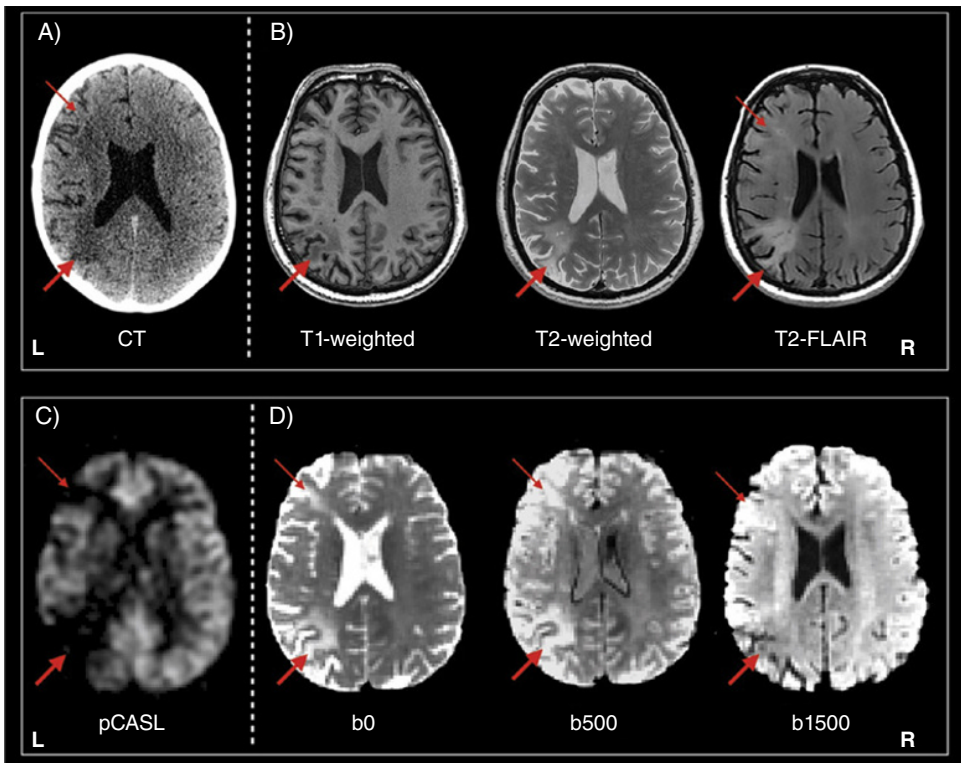 A)
B)
CT
T1-weighted
T2-weighted
T2-FLAIR
L
R
C)
D)
pCASL
b0
b500
b1500
L
R